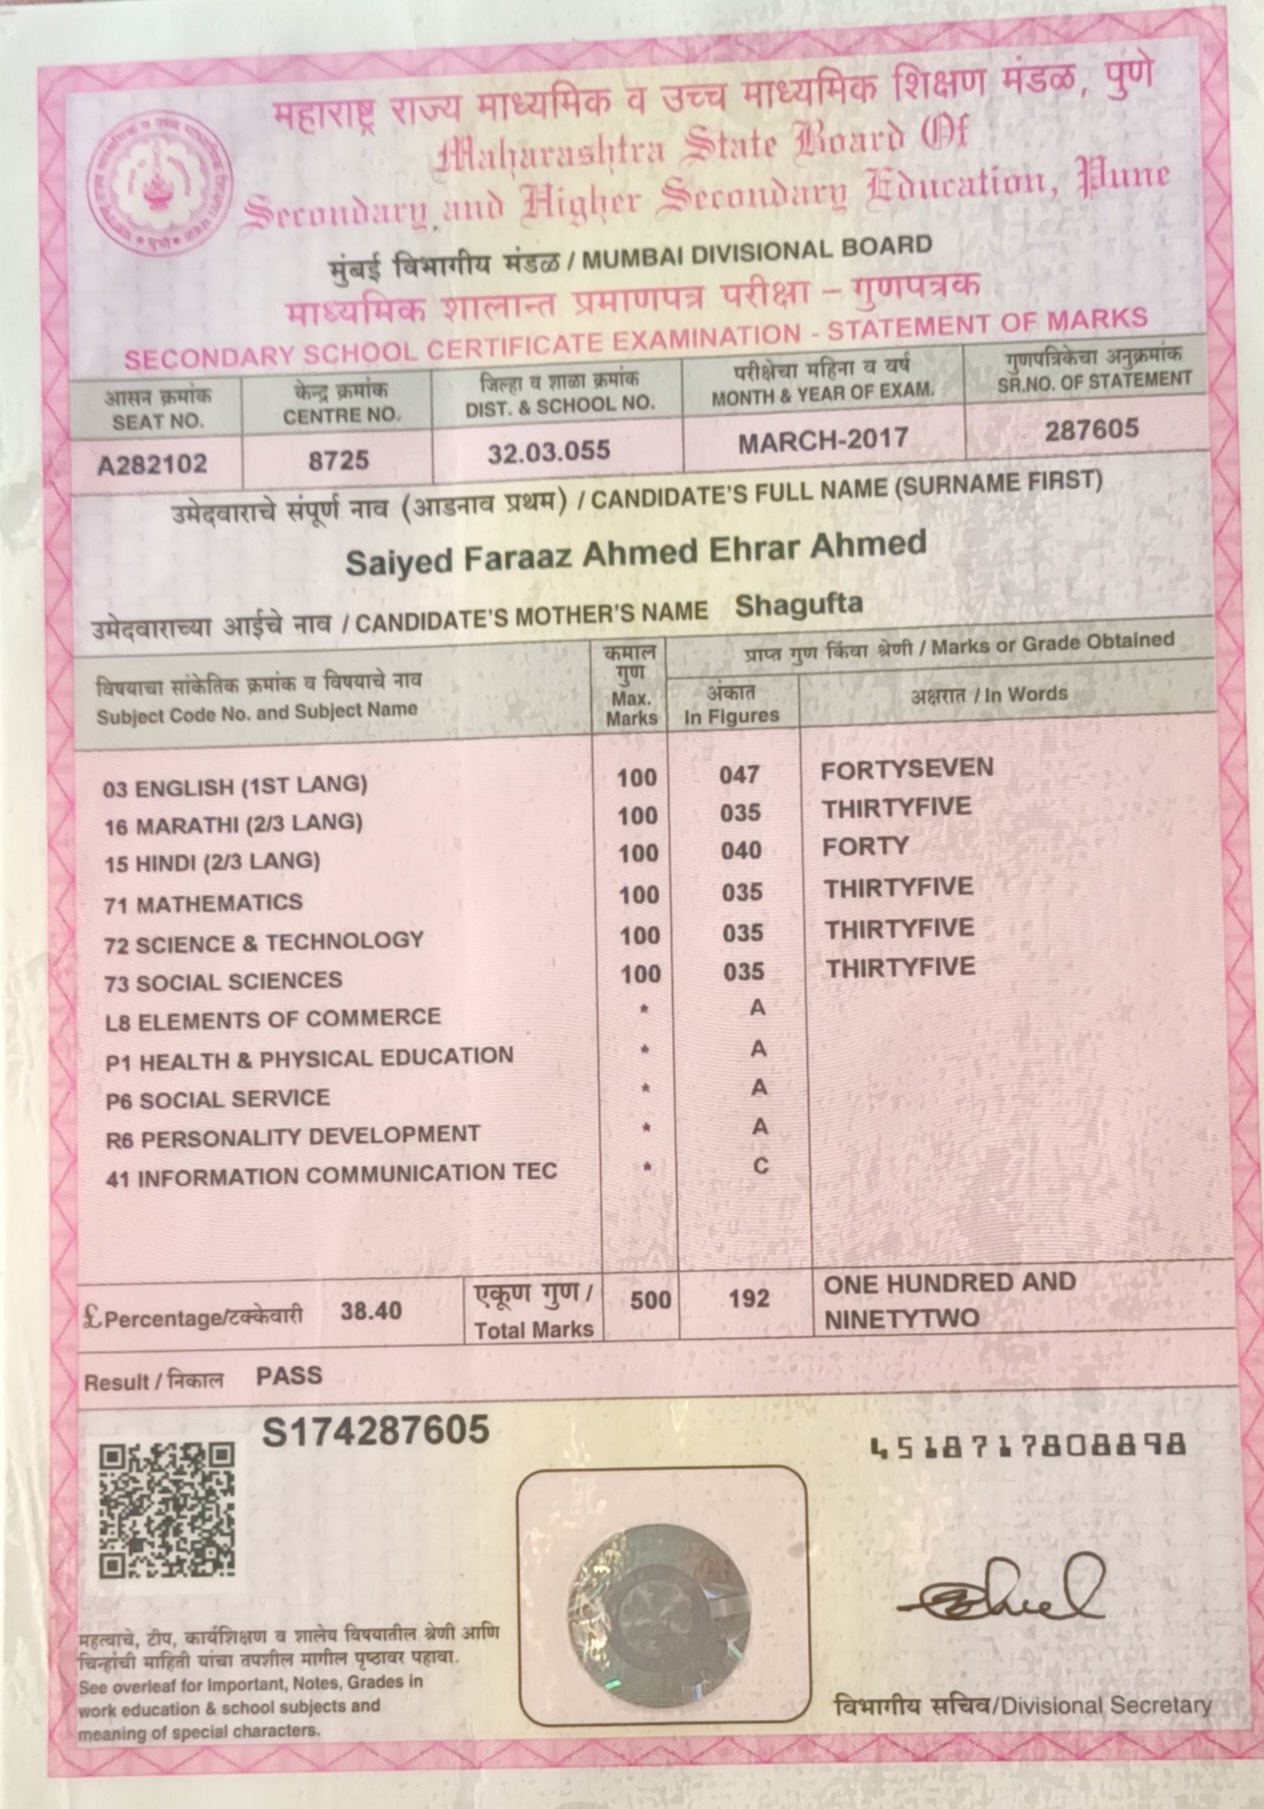 महाराष्ट्र राज्य माध्यमिक व उच्च माध्यमिक शिक्षण मंडळ, पुणे
Maharashtra State Board Of
Secondary and Higher Secondary Education, Pune
मुंबई विभागीय मंडळ / MUMBAI DIVISIONAL BOARD
माध्यमिक शालान्त प्रमाणपत्र परीक्षा – गुणपत्रक
SECONDARY SCHOOL CERTIFICATE EXAMINATION - STATEMENT OF MARKS
आसन क्रमांक केन्द्र क्रमांक जिल्हा व शाळा क्रमांक परीक्षेचा महिना व वर्ष गुणपत्रिकेचा अनुक्रमांक
SEAT NO. CENTRE NO. DIST. & SCHOOL NO. MONTH & YEAR OF EXAM. SR.NO. OF STATEMENT
A282102 8725 32.03.055 MARCH-2017 287605
उमेदवाराचे संपूर्ण नाव (आडनाव प्रथम) / CANDIDATE'S FULL NAME (SURNAME FIRST)
Saiyed Faraaz Ahmed Ehrar Ahmed
उमेदवाराच्या आईचे नाव / CANDIDATE'S MOTHER'S NAME Shagufta
विषयाचा सांकेतिक क्रमांक व विषयाचे नाव
Subject Code No. and Subject Name
कमाल
गुण
Max.
Marks
प्राप्त गुण किंवा श्रेणी / Marks or Grade Obtained
अंकात
In Figures
अक्षरात / In Words
03 ENGLISH (1ST LANG) 100 047 FORTYSEVEN
16 MARATHI (2/3 LANG) 100 035 THIRTYFIVE
15 HINDI (2/3 LANG) 100 040 FORTY
71 MATHEMATICS 100 035 THIRTYFIVE
72 SCIENCE & TECHNOLOGY 100 035 THIRTYFIVE
73 SOCIAL SCIENCES 100 035 THIRTYFIVE
L8 ELEMENTS OF COMMERCE * A
P1 HEALTH & PHYSICAL EDUCATION * A
P6 SOCIAL SERVICE * A
R6 PERSONALITY DEVELOPMENT * A
41 INFORMATION COMMUNICATION TEC * C
£ Percentage/टक्केवारी 38.40
एकूण गुण /
Total Marks
500 192
ONE HUNDRED AND
NINETYTWO
Result / निकाल PASS
S174287605
4518717808898
महत्वाचे, टीप, कार्यशिक्षण व शालेय विषयातील श्रेणी आणि
चिन्हांची माहिती यांचा तपशील मागील पृष्ठावर पहावा.
See overleaf for Important, Notes, Grades in
work education & school subjects and
meaning of special characters.
विभागीय सचिव/Divisional Secretary